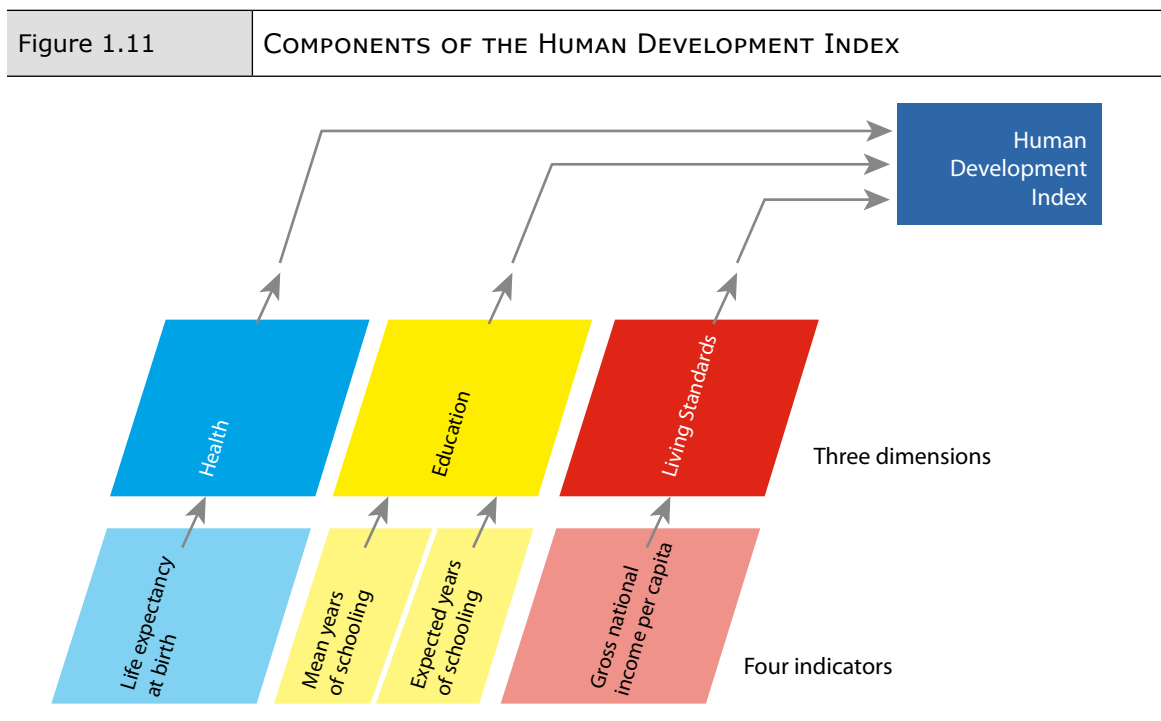 Figure 1.11
Components of the Human Development Index
Human
Development
Index
Health
Education
Living Standards
Three dimensions
Life expectancy
at birth
Mean years
of schooling
Expected years
of schooling
Gross national
income per capita
Four indicators